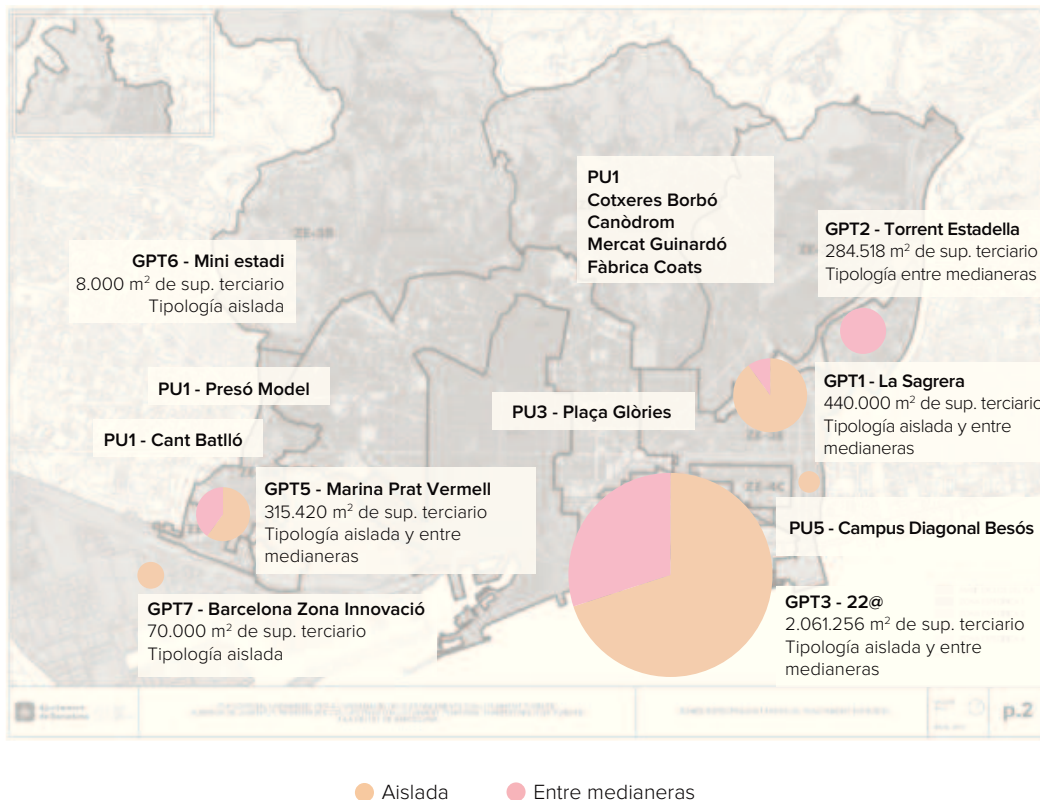 PU1
Cotxeres Borbó
Canòdrom
Mercat Guinardó
Fàbrica Coats
GPT2 - Torrent Estadella
284.518 m² de sup. terciario
Tipología entre medianeras
GPT6 - Mini estadi
8.000 m² de sup. terciario
Tipología aislada
PU1 - Presó Model
PU3 - Plaça Glòries
GPT1 - La Sagrera
440.000 m² de sup. terciario
Tipología aislada y entre
medianeras
PU1 - Cant Batlló
GPT5 - Marina Prat Vermell
315.420 m² de sup. terciario
Tipología aislada y entre
medianeras
ZE-4C
PU5 - Campus Diagonal Besós
GPT7 - Barcelona Zona Innovació
70.000 m² de sup. terciario
Tipología aislada
GPT3 - 22@
2.061.256 m² de sup. terciario
Tipología aislada y entre
medianeras
p.2
Aislada
Entre medianeras